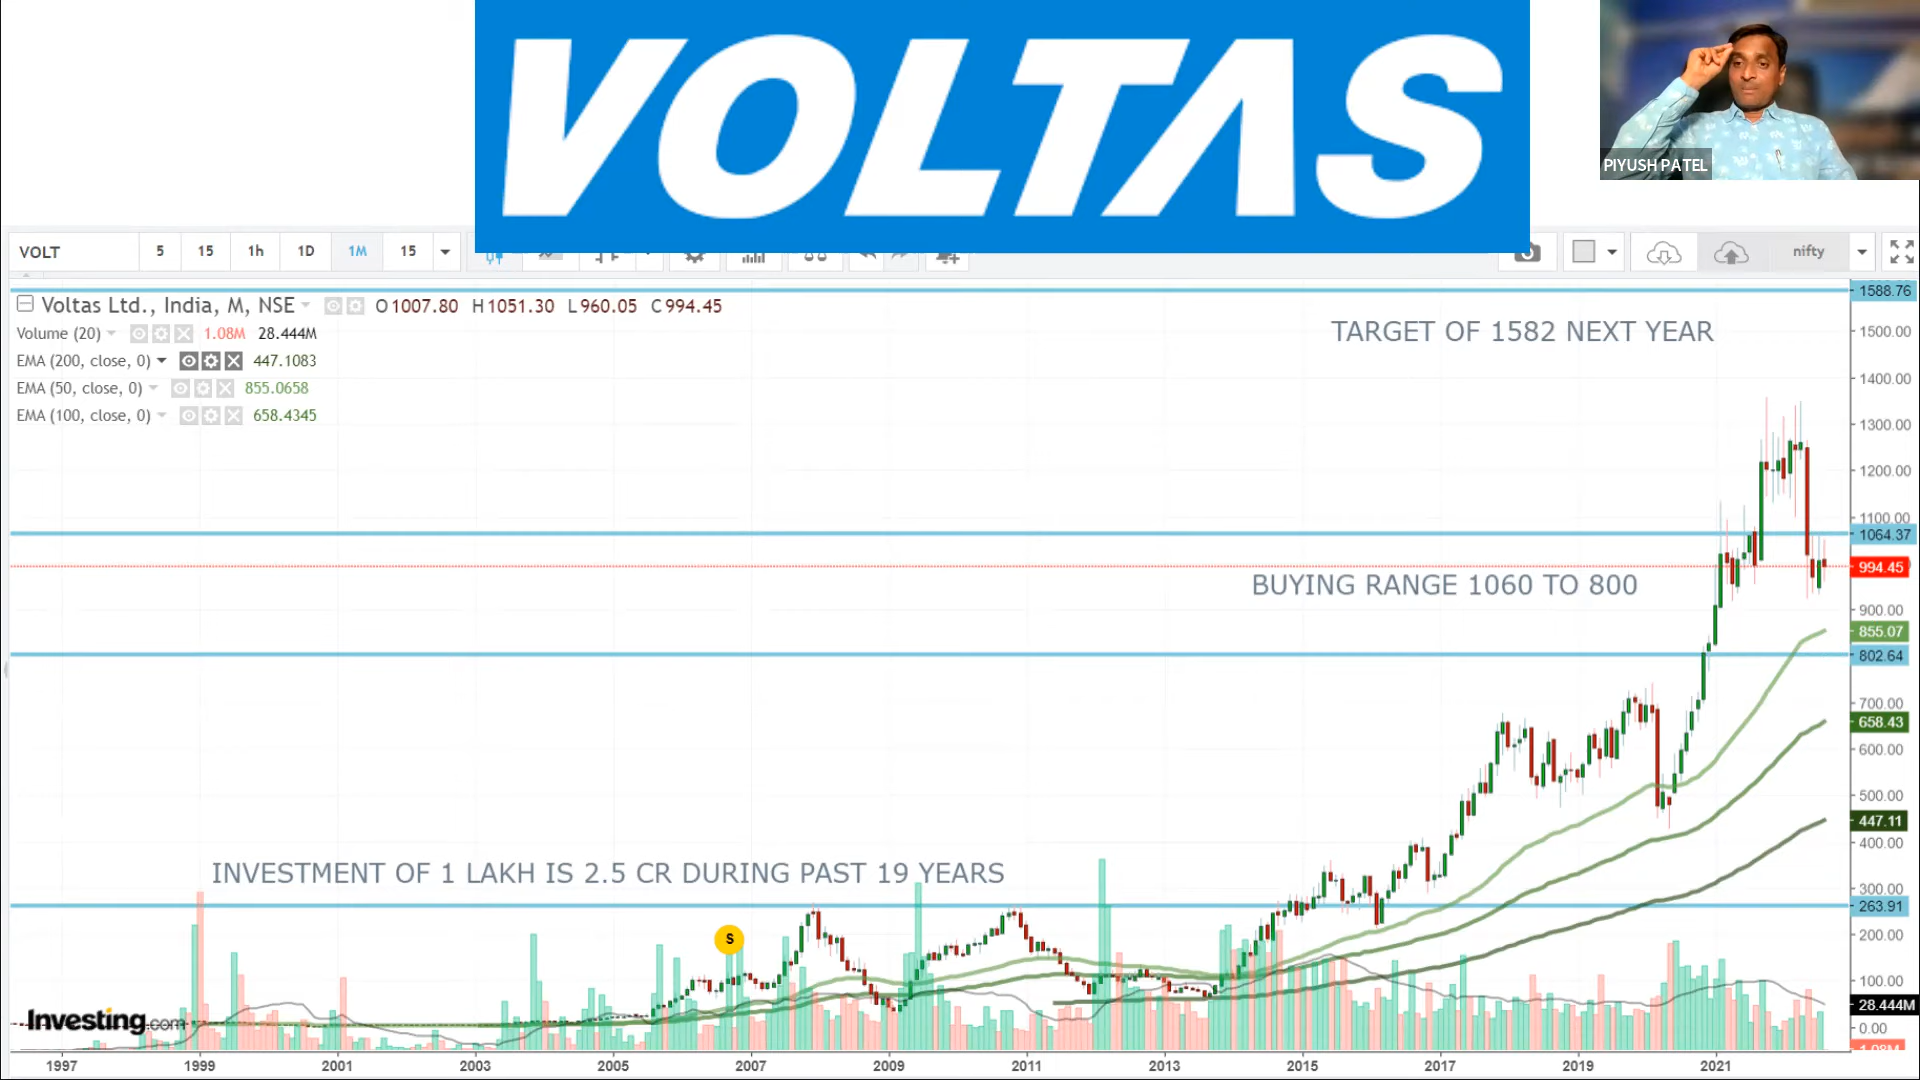 VOLTAS
PIYUSH PATEL
VOLT 5 15 1h 1D 1M 15 nifty
Voltas Ltd., India, M, NSE O1007.80 H1051.30 L960.05 C994.45
Volume (20) 1.08M 28.444M
EMA (200, close, 0) 447.1083
EMA (50, close, 0) 855.0658
EMA (100, close, 0) 658.4345
TARGET OF 1582 NEXT YEAR
BUYING RANGE 1060 TO 800
INVESTMENT OF 1 LAKH IS 2.5 CR DURING PAST 19 YEARS
S
Investing.com
1588.76
1500.00
1400.00
1300.00
1200.00
1100.00
1064.37
994.45
900.00
855.07
802.64
700.00
658.43
600.00
500.00
447.11
400.00
300.00
263.91
200.00
100.00
28.444M
0.00
1.08M
1997 1999 2001 2003 2005 2007 2009 2011 2013 2015 2017 2019 2021